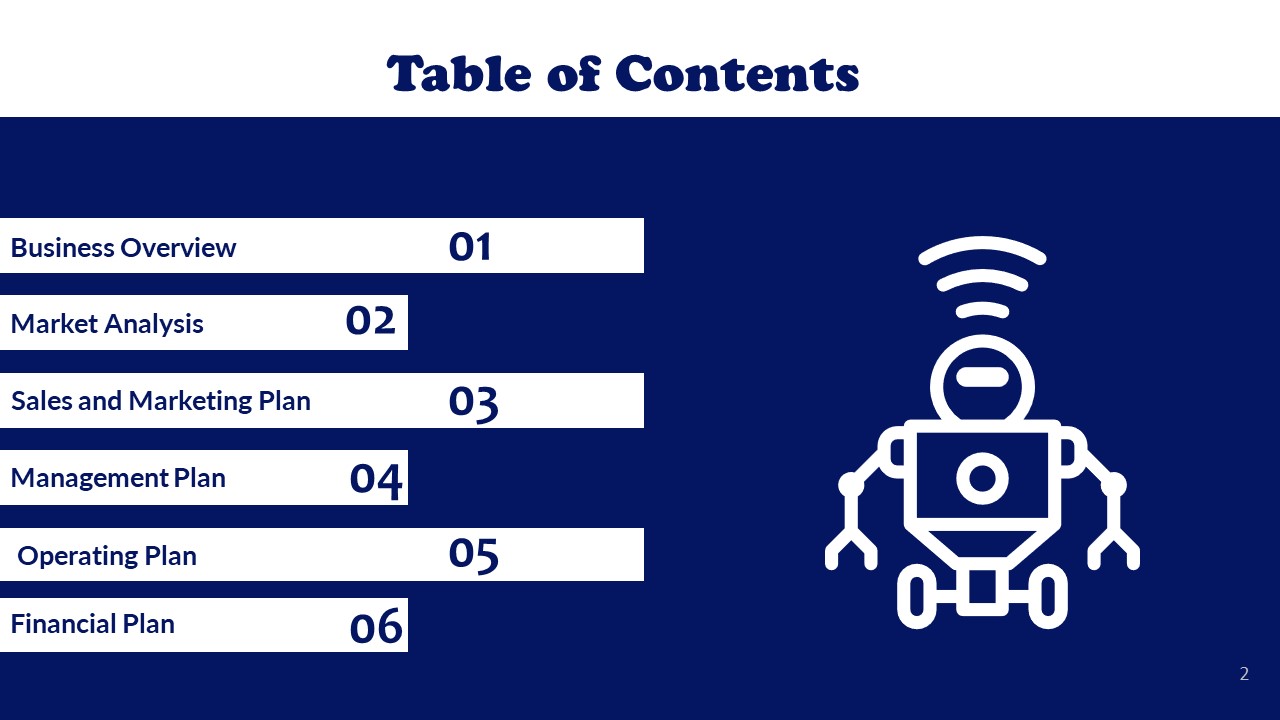 Table of Contents
Business Overview 01
Market Analysis 02
Sales and Marketing Plan 03
Management Plan 04
Operating Plan 05
Financial Plan 06
2